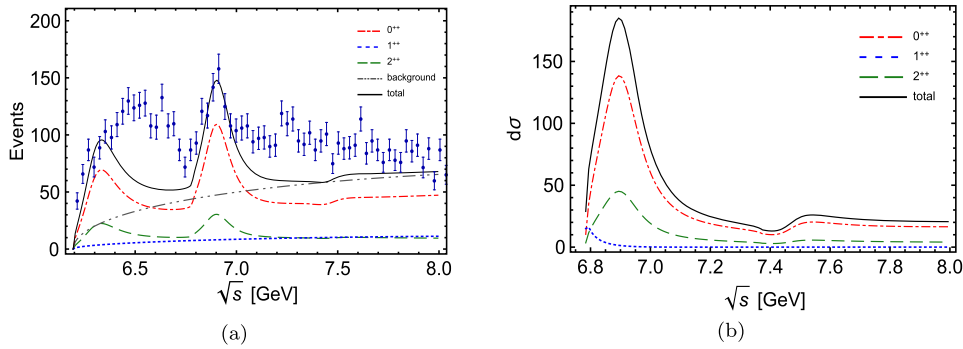 200
150
100
50
0
Events
6.5
7.0
7.5
8.0
√s [GeV]
0++
1++
2++
background
total
(a)
150
100
50
0
dσ
6.8
7.0
7.2
7.4
7.6
7.8
8.0
√s [GeV]
0++
1++
2++
total
(b)